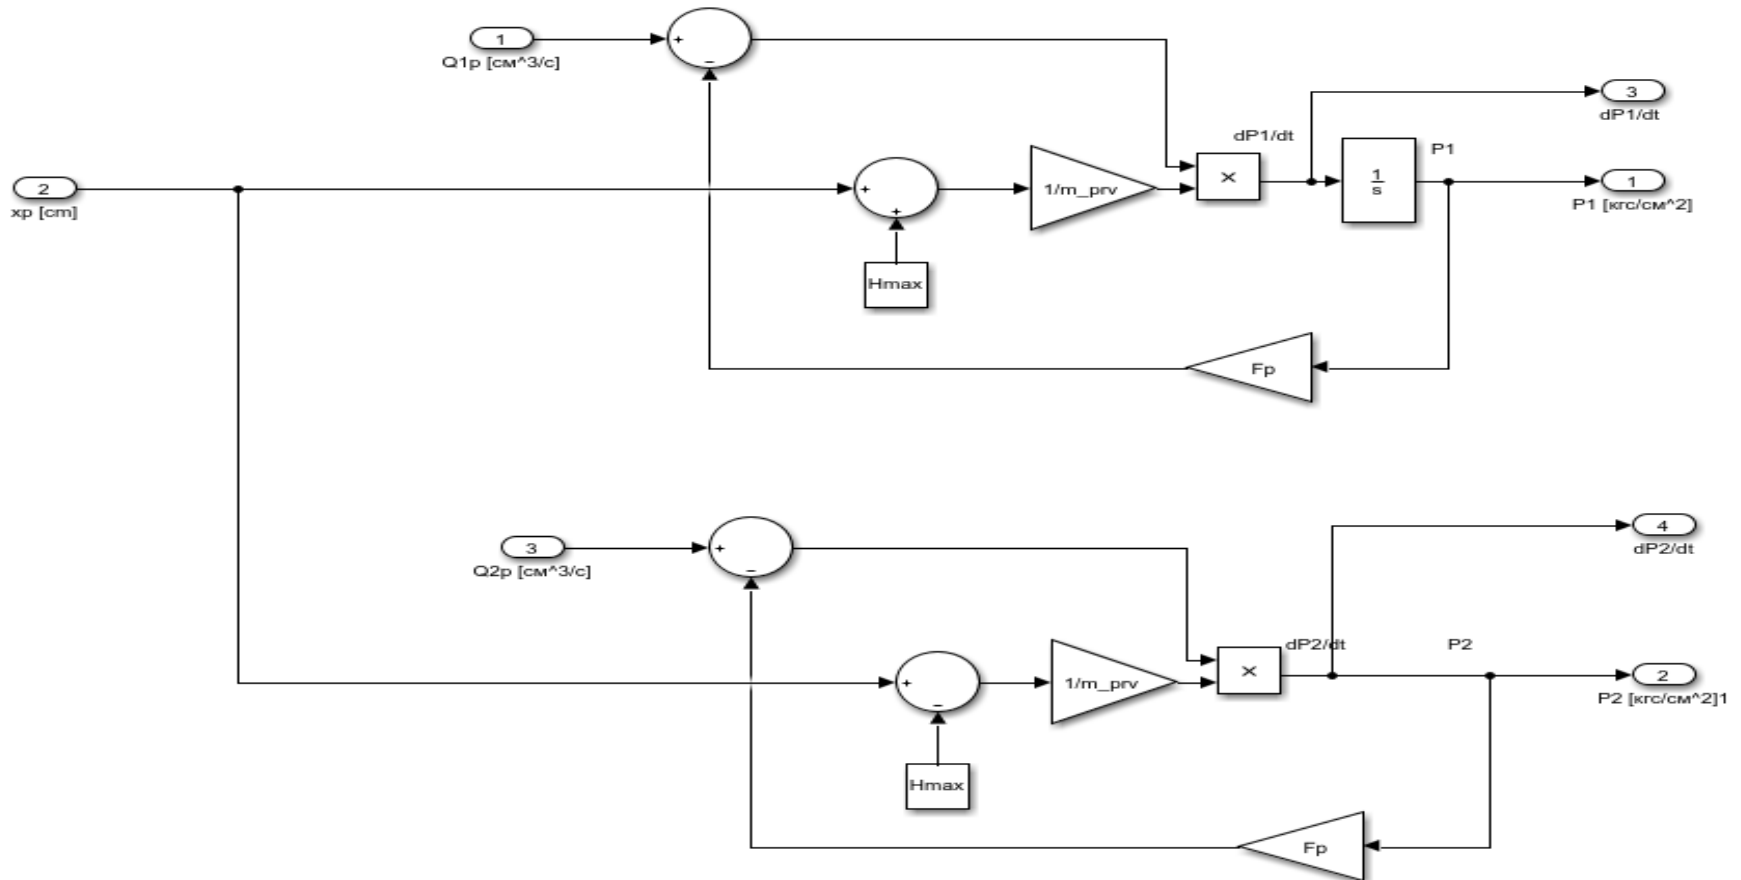 1
Q1p [см^3/с]
+
−
3
dP1/dt
dP1/dt
P1
2
xp [cm]
+
+
1/m_prv
×
1
s
1
P1 [кгс/см^2]
Hmax
Fp
3
Q2p [см^3/с]
+
−
4
dP2/dt
dP2/dt
P2
+
−
1/m_prv
×
2
P2 [кгс/см^2]1
Hmax
Fp